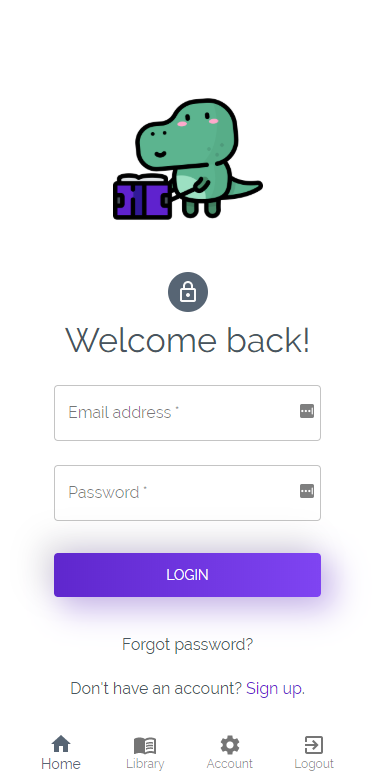 Welcome back!
Email address *
Password *
LOGIN
Forgot password?
Don't have an account? Sign up.
Home Library Account Logout